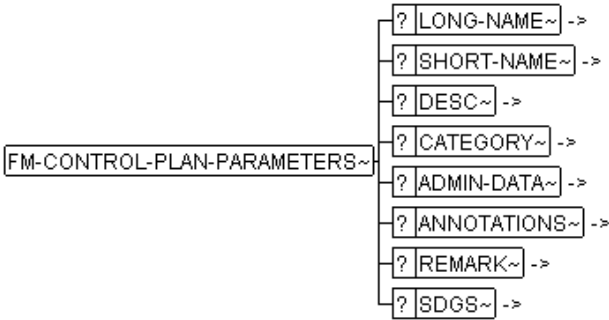 ? LONG-NAME~ ->
? SHORT-NAME~ ->
? DESC~ ->
? CATEGORY~ ->
FM-CONTROL-PLAN-PARAMETERS~
? ADMIN-DATA~ ->
? ANNOTATIONS~ ->
? REMARK~ ->
? SDGS~ ->